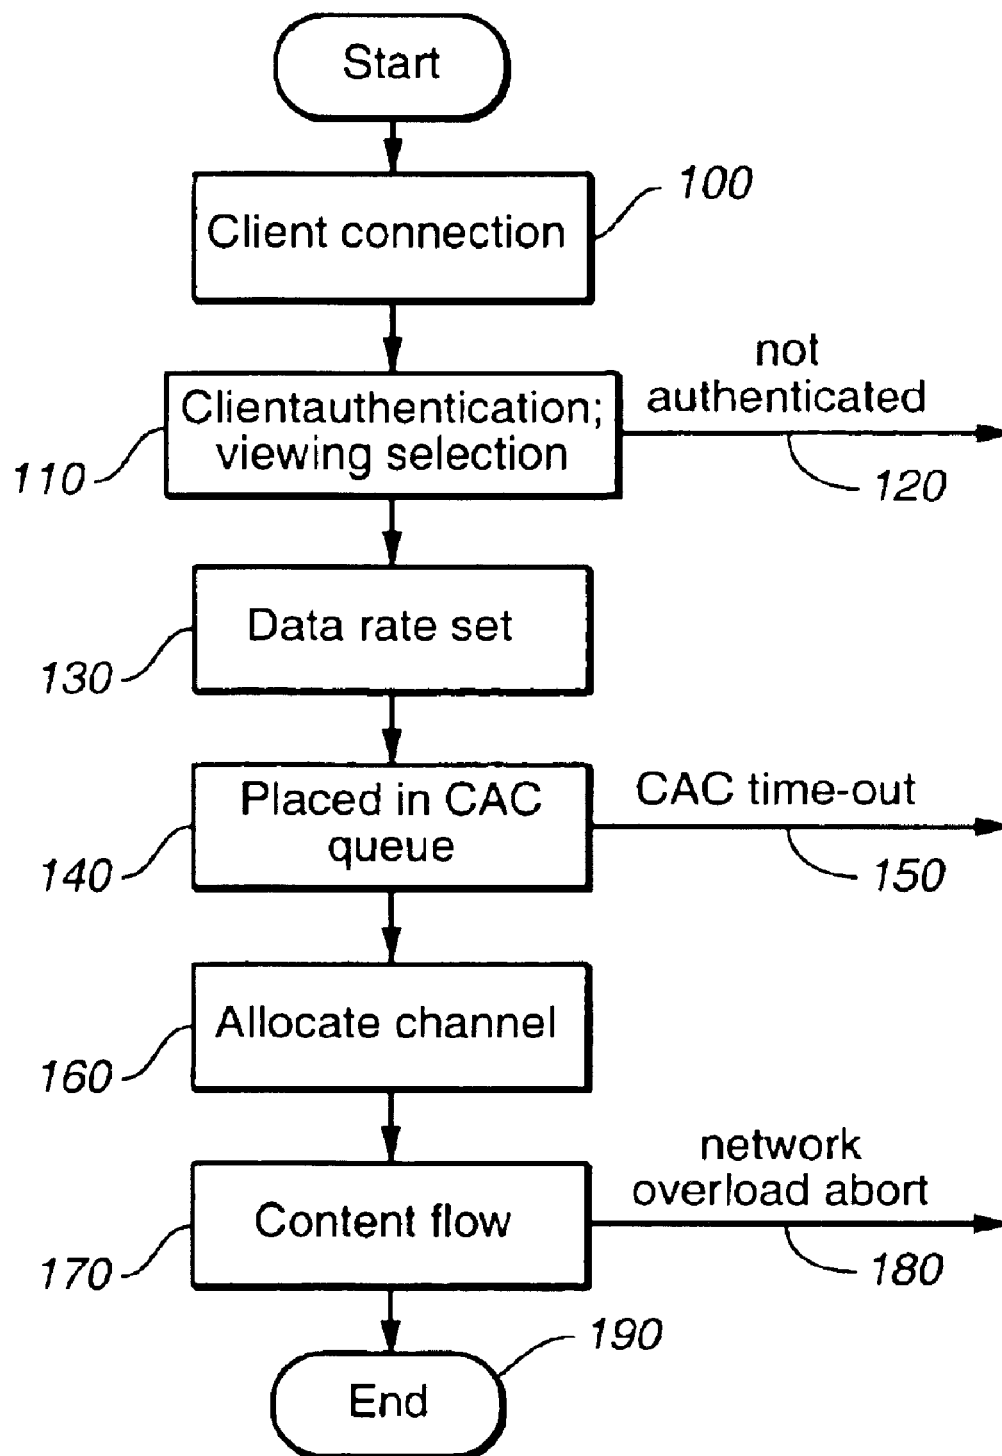 Start
100
Client connection
not
authenticated
Clientauthentication;
viewing selection
110
120
Data rate set
130
Placed in CAC
queue
CAC time-out
140
150
Allocate channel
160
network
overload abort
Content flow
170
180
190
End